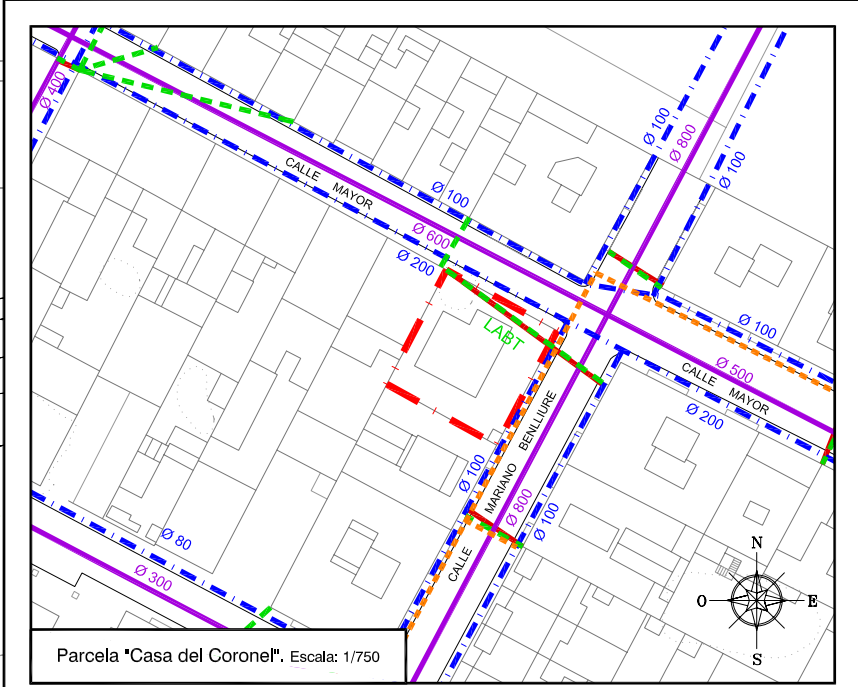 Ø 400
Ø 100
Ø 800
Ø 100
CALLE MAYOR
Ø 100
Ø 600
Ø 200
LABT
Ø 100
Ø 500
CALLE MAYOR
Ø 200
CALLE MARIANO BENLLIURE
Ø 100
Ø 800
Ø 100
Ø 80
Ø 300
N
O
E
S
Parcela "Casa del Coronel". Escala: 1/750